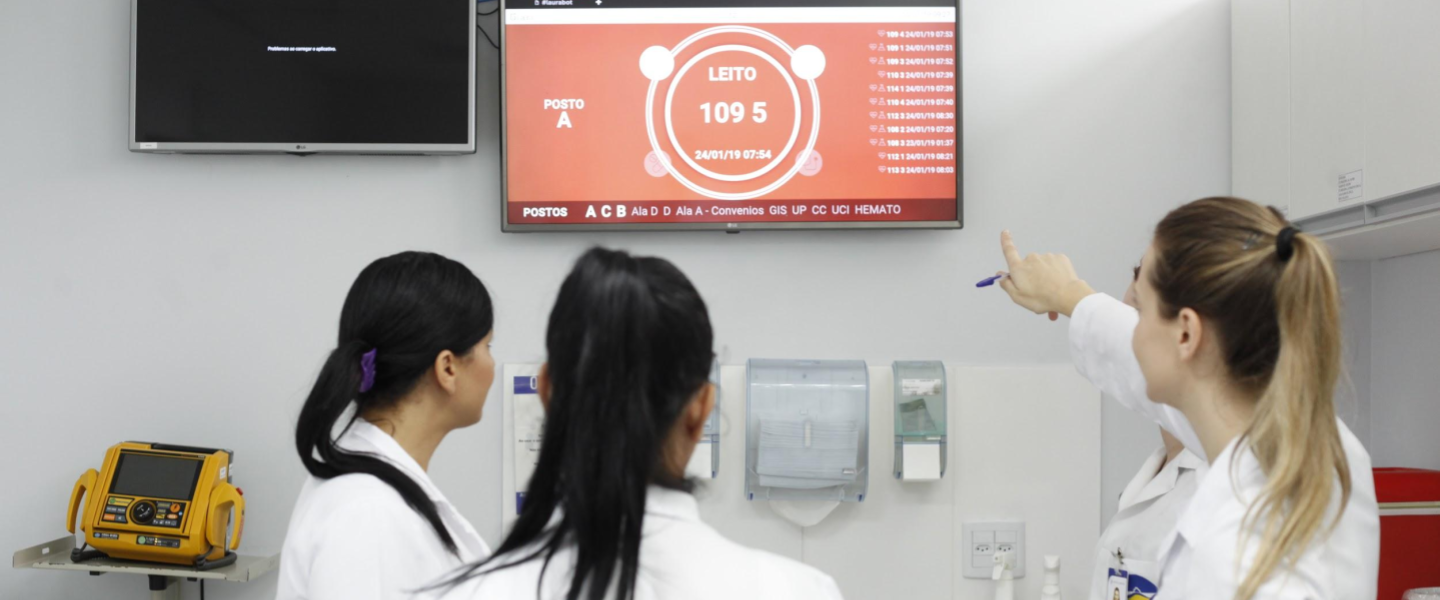 Problemas ao carregar o aplicativo.
#laurabot
POSTO
A
LEITO
109 5
24/01/19 07:54
109 4 24/01/19 07:53
109 1 24/01/19 07:51
109 3 24/01/19 07:52
110 3 24/01/19 07:39
114 1 24/01/19 07:39
110 4 24/01/19 07:40
112 3 24/01/19 08:30
108 2 24/01/19 07:20
108 3 23/01/19 01:37
112 1 24/01/19 08:21
113 3 24/01/19 08:03
POSTOS A C B Ala D D Ala A - Convenios GIS UP CC UCI HEMATO
LG
LG